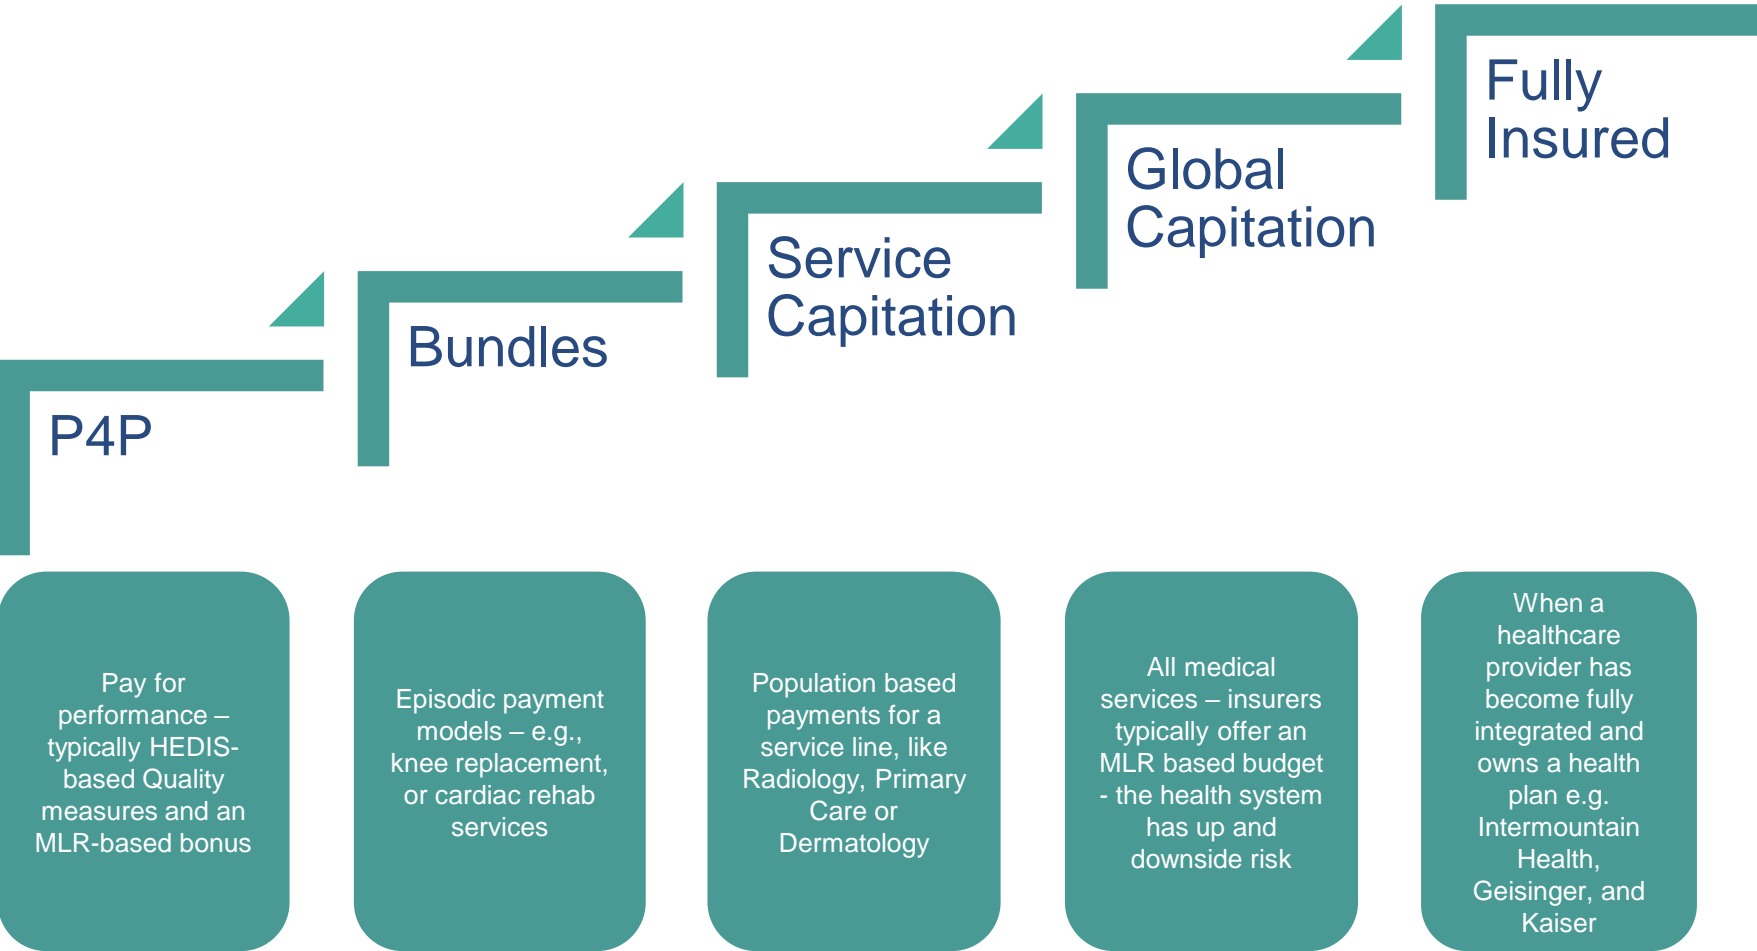 Fully
Insured
Global
Capitation
Service
Capitation
Bundles
P4P
Pay for
performance –
typically HEDIS-
based Quality
measures and an
MLR-based bonus
Episodic payment
models – e.g.,
knee replacement,
or cardiac rehab
services
Population based
payments for a
service line, like
Radiology, Primary
Care or
Dermatology
All medical
services – insurers
typically offer an
MLR based budget
- the health system
has up and
downside risk
When a
healthcare
provider has
become fully
integrated and
owns a health
plan e.g.
Intermountain
Health,
Geisinger, and
Kaiser